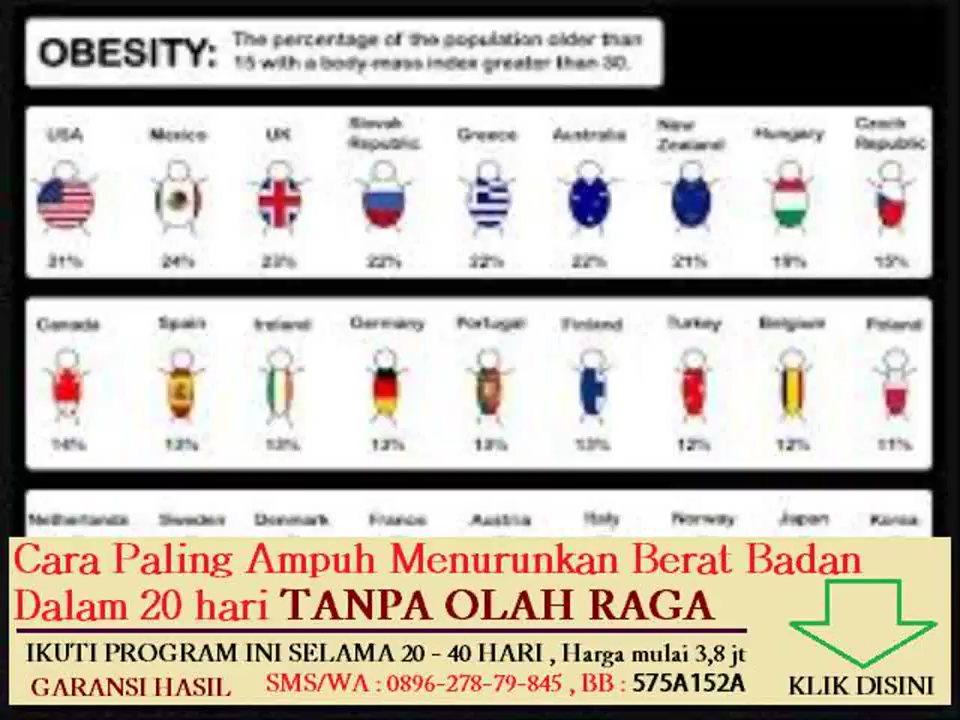 OBESITY: The percentage of the population older than
15 with a body-mass index greater than 30.
USA Mexico UK Slovak Republic Greece Australia New Zealand Hungary Czech Republic
31% 24% 23% 22% 22% 22% 21% 19% 15%
Canada Spain Ireland Germany Portugal Finland Turkey Belgium Poland
14% 13% 13% 13% 13% 13% 12% 12% 11%
Netherlands Sweden Denmark France Austria Italy Norway Japan Korea
Cara Paling Ampuh Menurunkan Berat Badan
Dalam 20 hari TANPA OLAH RAGA
IKUTI PROGRAM INI SELAMA 20 - 40 HARI , Harga mulai 3,8 jt
GARANSI HASIL SMS/WA : 0896-278-79-845 , BB : 575A152A
KLIK DISINI